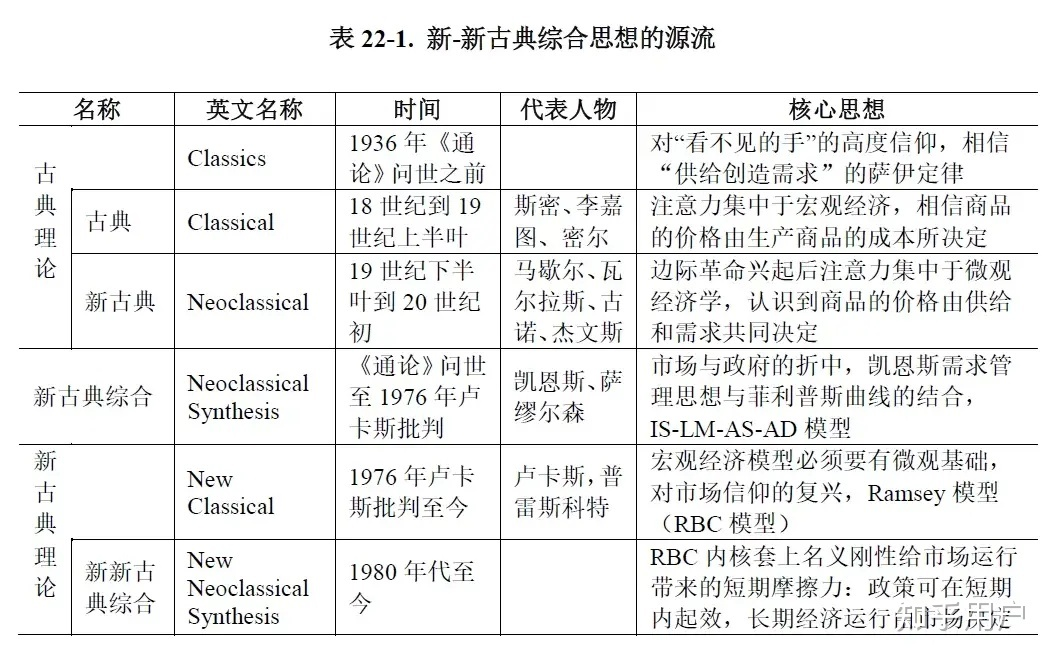 表 22-1. 新-新古典综合思想的源流
名称 英文名称 时间 代表人物 核心思想
古典理论
Classics
1936 年《通
论》问世之前
对“看不见的手”的高度信仰，相信
“供给创造需求”的萨伊定律
古典
Classical
18 世纪到 19
世纪上半叶
斯密、李嘉
图、密尔
注意力集中于宏观经济，相信商品
的价格由生产商品的成本所决定
新古典
Neoclassical
19 世纪下半
叶到 20 世纪
初
马歇尔、瓦
尔拉斯、古
诺、杰文斯
边际革命兴起后注意力集中于微观
经济学，认识到商品的价格由供给
和需求共同决定
新古典综合
Neoclassical
Synthesis
《通论》问世
至 1976 年卢
卡斯批判
凯恩斯、萨
缪尔森
市场与政府的折中，凯恩斯需求管
理思想与菲利普斯曲线的结合，
IS-LM-AS-AD 模型
新古典理论
New
Classical
1976 年卢卡
斯批判至今
卢卡斯，普
雷斯科特
宏观经济模型必须要有微观基础，
对市场信仰的复兴，Ramsey 模型
（RBC 模型）
新新古
典综合
New
Neoclassical
Synthesis
1980 年代至
今
RBC 内核套上名义刚性给市场运行
带来的短期摩擦力：政策可在短期
内起效，长期经济运行由市场决定
知乎用户